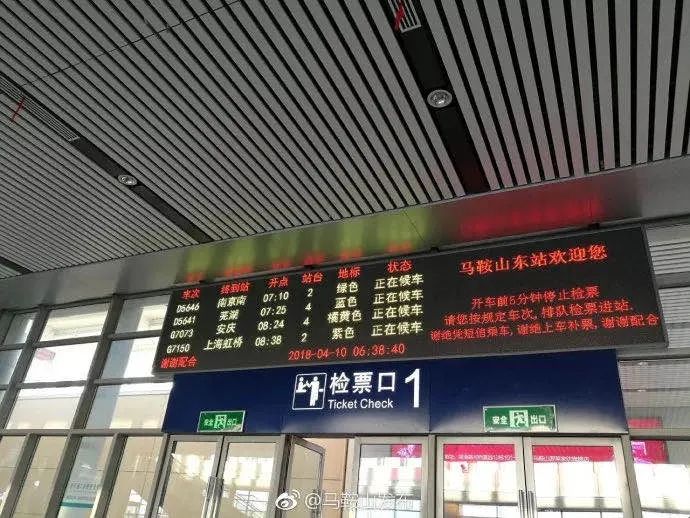 车次 终到站 开点 站台 地标 状态
D5646 南京南 07:10 2 绿色 正在候车
D5641 芜湖 07:25 4 蓝色 正在候车
G7073 安庆 08:24 4 橘黄色 正在候车
G7150 上海虹桥 08:38 2 紫色 正在候车
谢谢配合 2018-04-10 06:38:40
马鞍山东站欢迎您
开车前5分钟停止检票
请您按规定车次,排队检票进站,
谢绝凭短信乘车,谢绝上车补票,谢谢配合
检票口 1
Ticket Check
安全出口
安全出口
@马鞍山发布